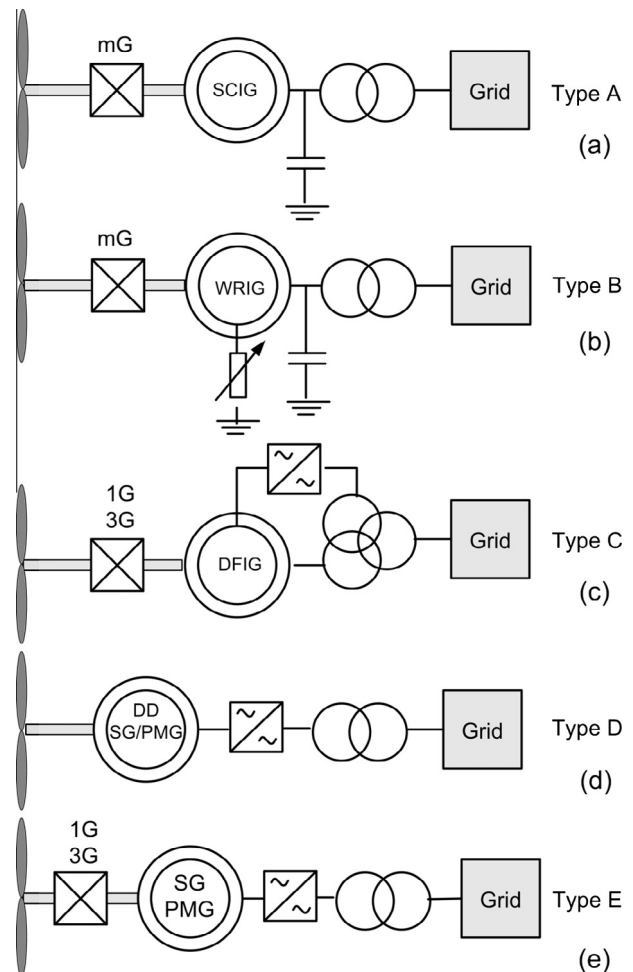 mG
SCIG
Grid
Type A
(a)
mG
WRIG
Grid
Type B
(b)
1G
3G
DFIG
Grid
Type C
(c)
DD
SG/PMG
Grid
Type D
(d)
1G
3G
SG
PMG
Grid
Type E
(e)